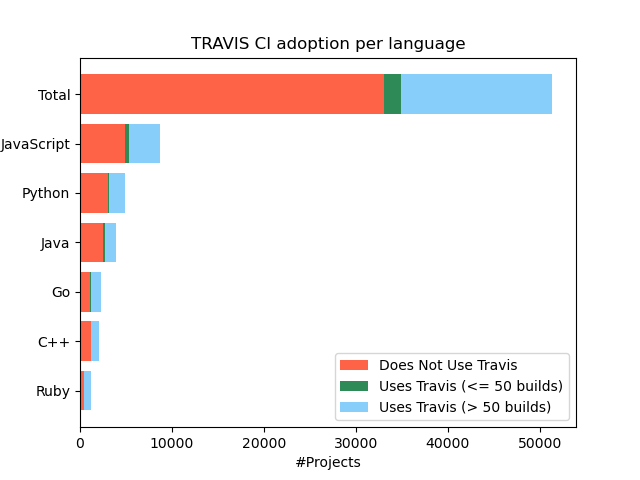 TRAVIS CI adoption per language
Total
JavaScript
Python
Java
Go
C++
Ruby
Does Not Use Travis
Uses Travis (<= 50 builds)
Uses Travis (> 50 builds)
0 10000 20000 30000 40000 50000
#Projects